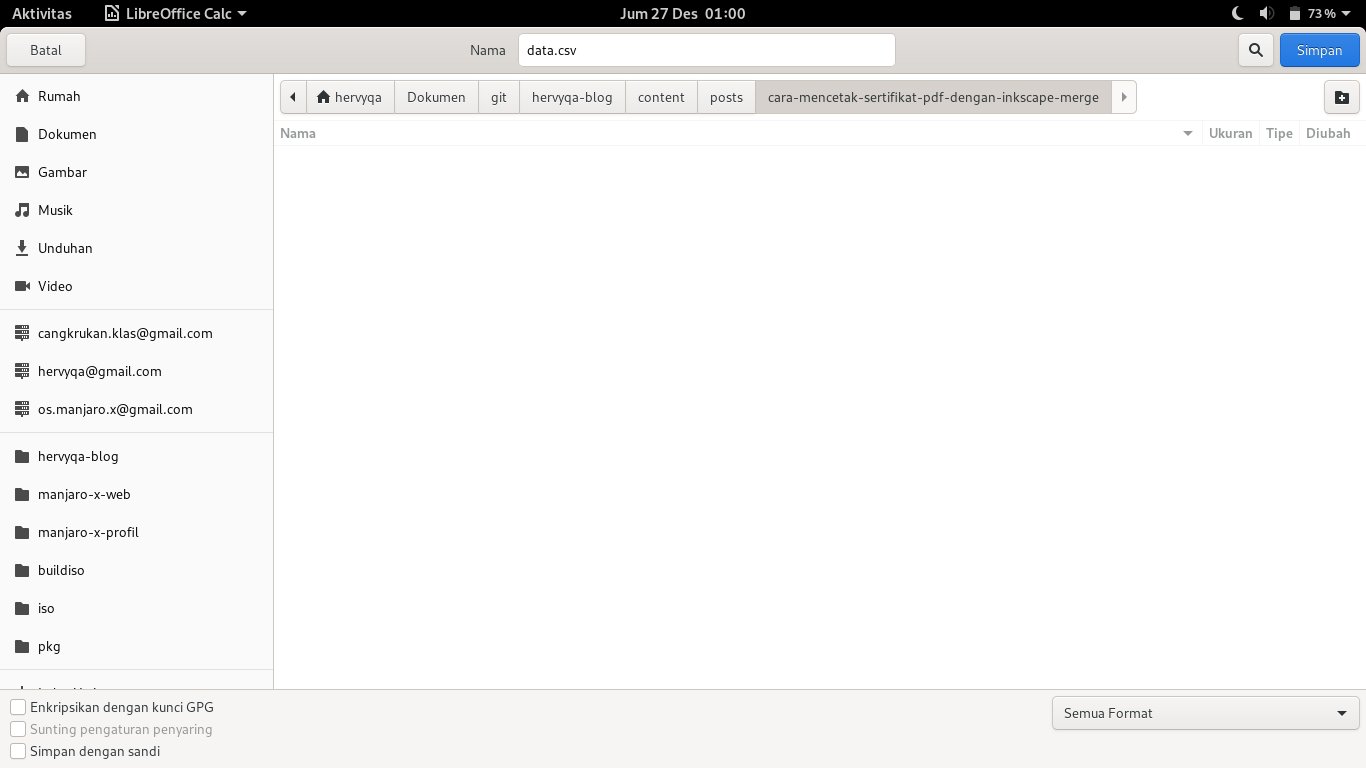 Aktivitas LibreOffice Calc Jum 27 Des 01:00 73%
Batal Nama data.csv Simpan
hervyqa Dokumen git hervyqa-blog content posts cara-mencetak-sertifikat-pdf-dengan-inkscape-merge
Nama Ukuran Tipe Diubah
Rumah
Dokumen
Gambar
Musik
Unduhan
Video
cangkrukan.klas@gmail.com
hervyqa@gmail.com
os.manjaro.x@gmail.com
hervyqa-blog
manjaro-x-web
manjaro-x-profil
buildiso
iso
pkg
Enkripsikan dengan kunci GPG
Sunting pengaturan penyaring
Simpan dengan sandi
Semua Format